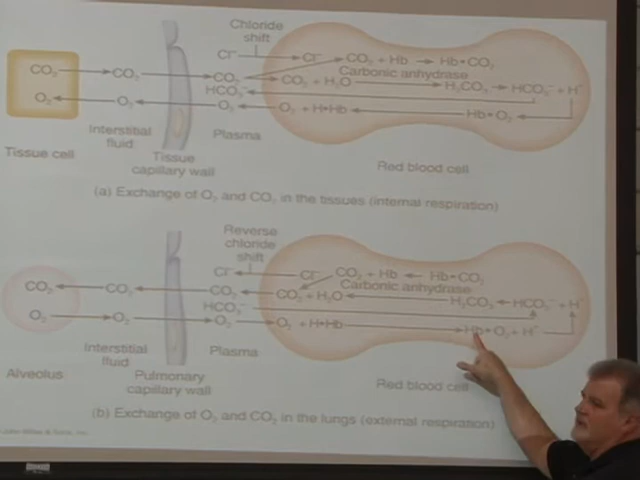 Chloride
shift
Cl⁻ Cl⁻ CO₂ + Hb Hb•CO₂
Carbonic anhydrase
CO₂ CO₂ CO₂ CO₂ + H₂O H₂CO₃ HCO₃⁻ + H⁺
HCO₃⁻
O₂ O₂ O₂ O₂ + H•Hb Hb•O₂
Interstitial
fluid
Plasma
Tissue cell
Tissue
capillary wall
Red blood cell
(a) Exchange of O₂ and CO₂ in the tissues (internal respiration)
Reverse
chloride
shift
Cl⁻ Cl⁻ CO₂ + Hb Hb•CO₂
Carbonic anhydrase
CO₂ CO₂ CO₂ CO₂ + H₂O H₂CO₃ HCO₃⁻ + H⁺
HCO₃⁻
O₂ O₂ O₂ O₂ + H•Hb Hb•O₂ + H⁺
Interstitial
fluid
Plasma
Alveolus
Pulmonary
capillary wall
Red blood cell
(b) Exchange of O₂ and CO₂ in the lungs (external respiration)